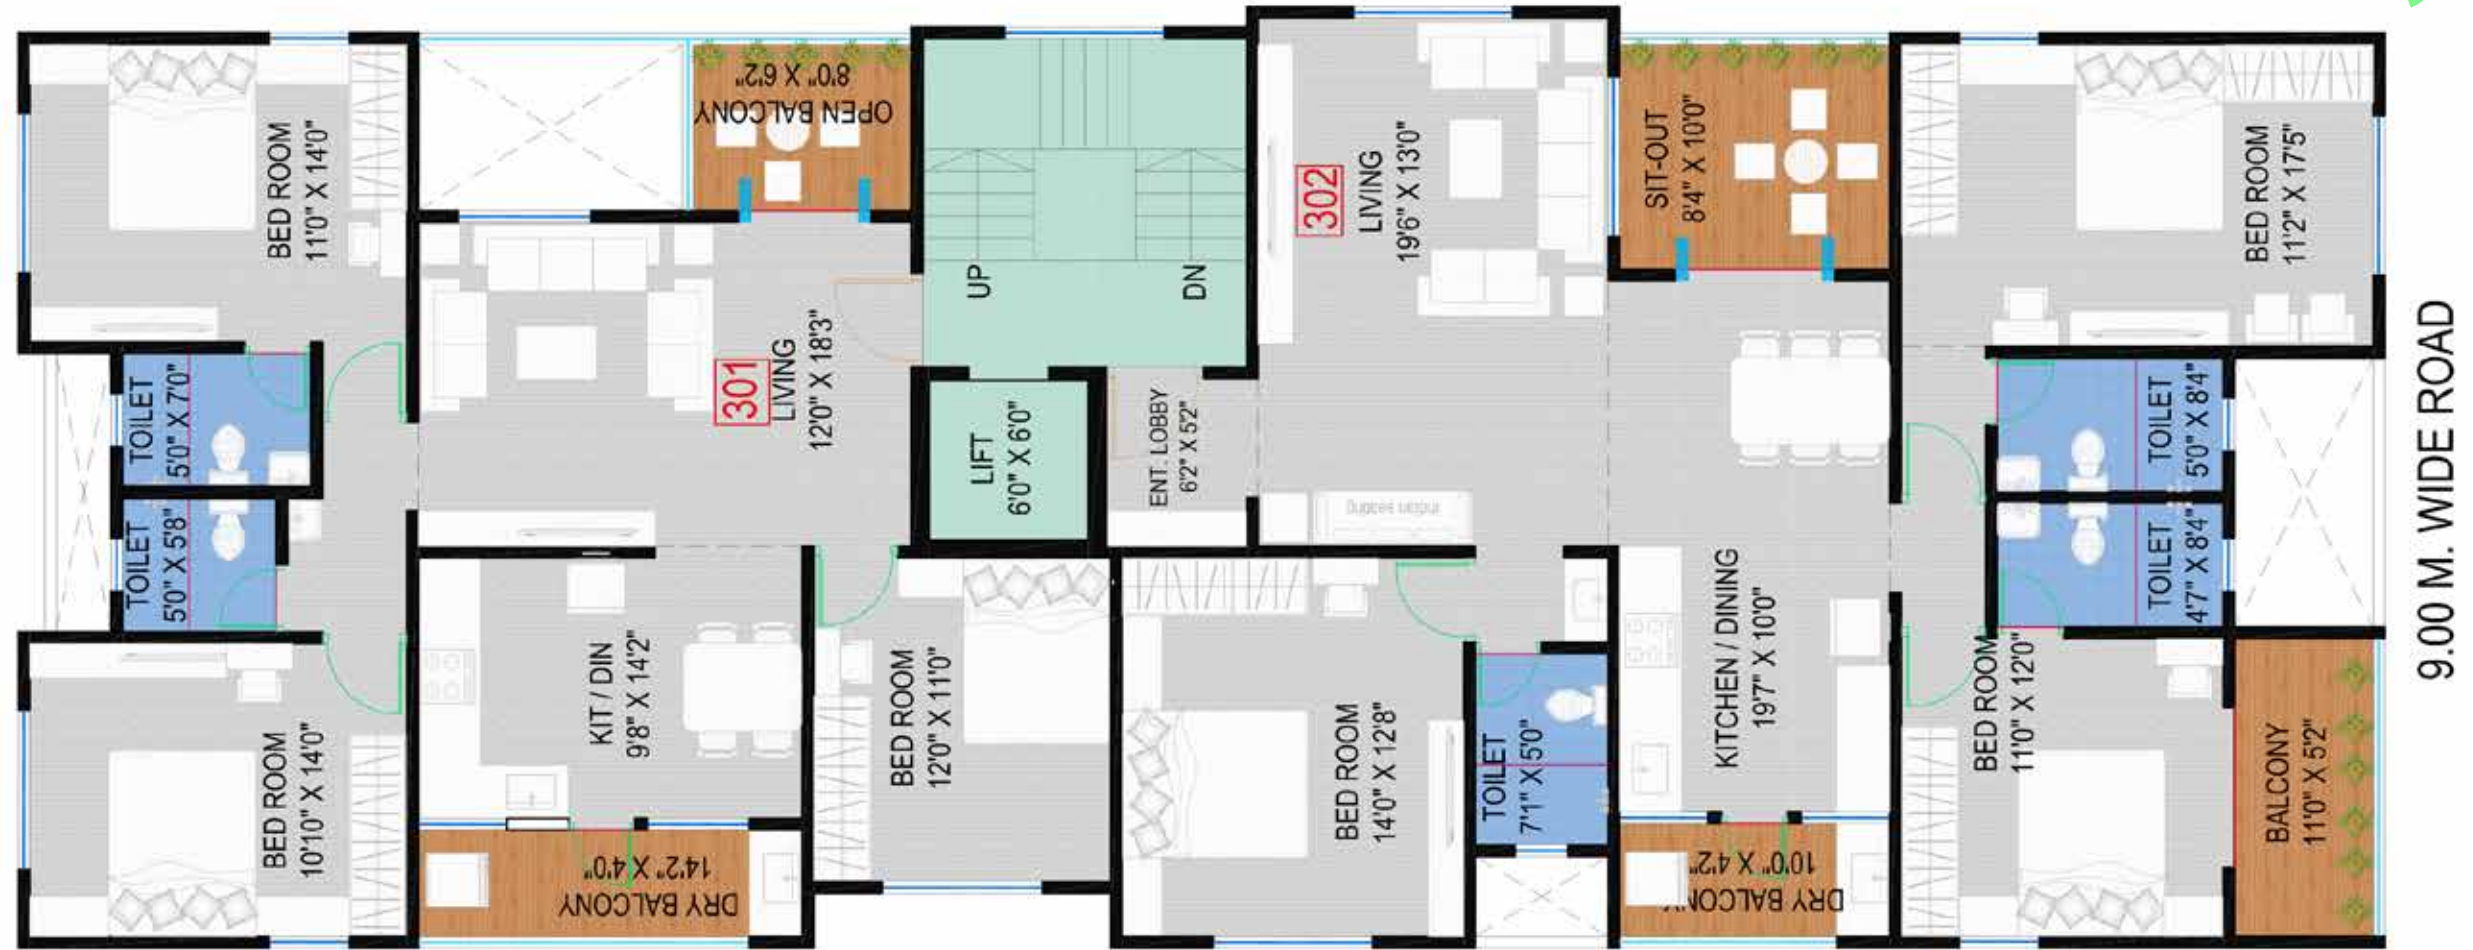 BED ROOM
11'0" X 14'0"
OPEN BALCONY
8'0" X 6'2"
UP
DN
302
LIVING
19'6" X 13'0"
SIT-OUT
8'4" X 10'0"
BED ROOM
11'2" X 17'5"
TOILET
5'0" X 7'0"
301
LIVING
12'0" X 18'3"
LIFT
6'0" X 6'0"
ENT. LOBBY
6'2" X 5'2"
TOILET
5'0" X 8'4"
TOILET
5'0" X 5'8"
TOILET
4'7" X 8'4"
9.00 M. WIDE ROAD
BED ROOM
10'10" X 14'0"
KIT / DIN
9'8" X 14'2"
BED ROOM
12'0" X 11'0"
BED ROOM
14'0" X 12'8"
TOILET
7'1" X 5'0"
KITCHEN / DINING
19'7" X 10'0"
BED ROOM
11'0" X 12'0"
BALCONY
11'0" X 5'2"
DRY BALCONY
14'2" X 4'0"
DRY BALCONY
10'0" X 4'2"